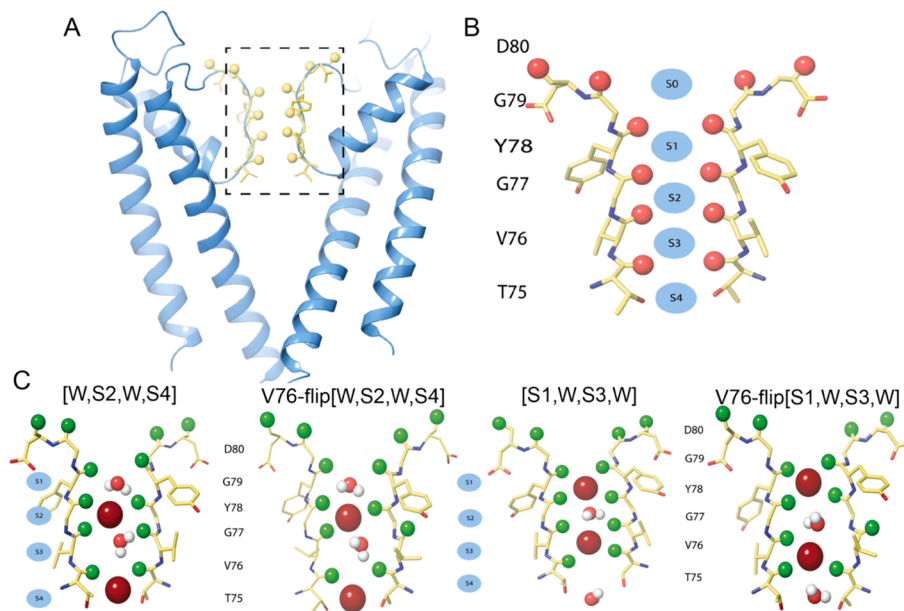 A
B
D80
G79
Y78
G77
V76
T75
S0
S1
S2
S3
S4
C
[W,S2,W,S4]
V76-flip[W,S2,W,S4]
[S1,W,S3,W]
V76-flip[S1,W,S3,W]
S1
S2
S3
S4
D80
G79
Y78
G77
V76
T75
S1
S2
S3
S4
D80
G79
Y78
G77
V76
T75